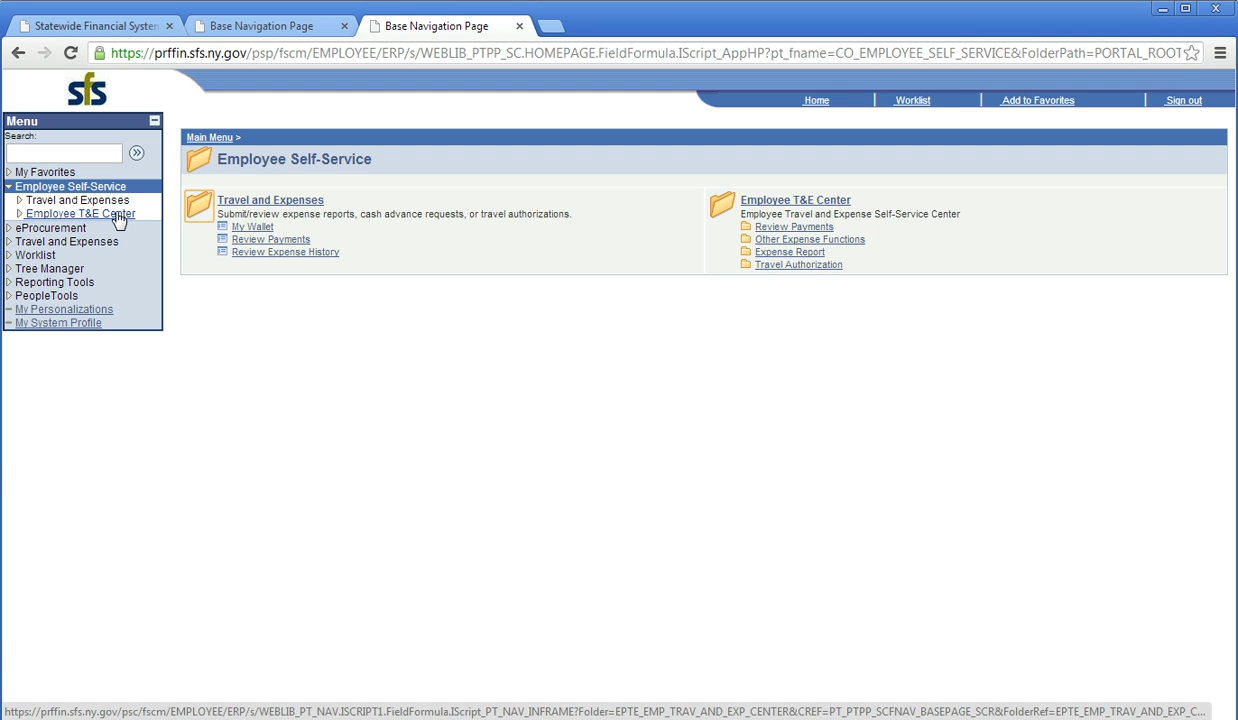 Statewide Financial System
Base Navigation Page
Base Navigation Page
https://prffin.sfs.ny.gov/psp/fscm/EMPLOYEE/ERP/s/WEBLIB_PTPP_SC.HOMEPAGE.FieldFormula.IScript_AppHP?pt_fname=CO_EMPLOYEE_SELF_SERVICE&FolderPath=PORTAL_ROOT
sfs
Home
Worklist
Add to Favorites
Sign out
Menu
Search:
My Favorites
Employee Self-Service
Travel and Expenses
Employee T&E Center
eProcurement
Travel and Expenses
Worklist
Tree Manager
Reporting Tools
PeopleTools
My Personalizations
My System Profile
Main Menu >
Employee Self-Service
Travel and Expenses
Submit/review expense reports, cash advance requests, or travel authorizations.
My Wallet
Review Payments
Review Expense History
Employee T&E Center
Employee Travel and Expense Self-Service Center
Review Payments
Other Expense Functions
Expense Report
Travel Authorization
https://prffin.sfs.ny.gov/psc/fscm/EMPLOYEE/ERP/s/WEBLIB_PT_NAV.ISCRIPT1.FieldFormula.IScript_PT_NAV_INFRAME?Folder=EPTE_EMP_TRAV_AND_EXP_CENTER&CREF=PT_PTPP_SCFNAV_BASEPAGE_SCR&FolderRef=EPTE_EMP_TRAV_AND_EXP_C...